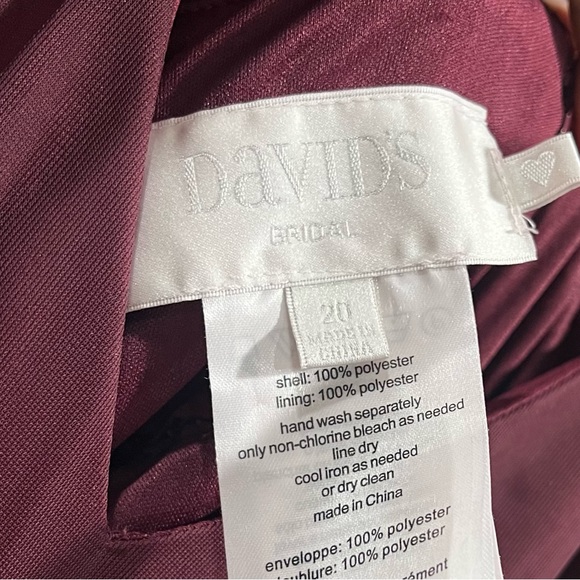 DaVID'S
BRIDAL
20
MADE IN
CHINA
shell: 100% polyester
lining: 100% polyester
hand wash separately
only non-chlorine bleach as needed
line dry
cool iron as needed
or dry clean
made in China
enveloppe: 100% polyester
100% polyester